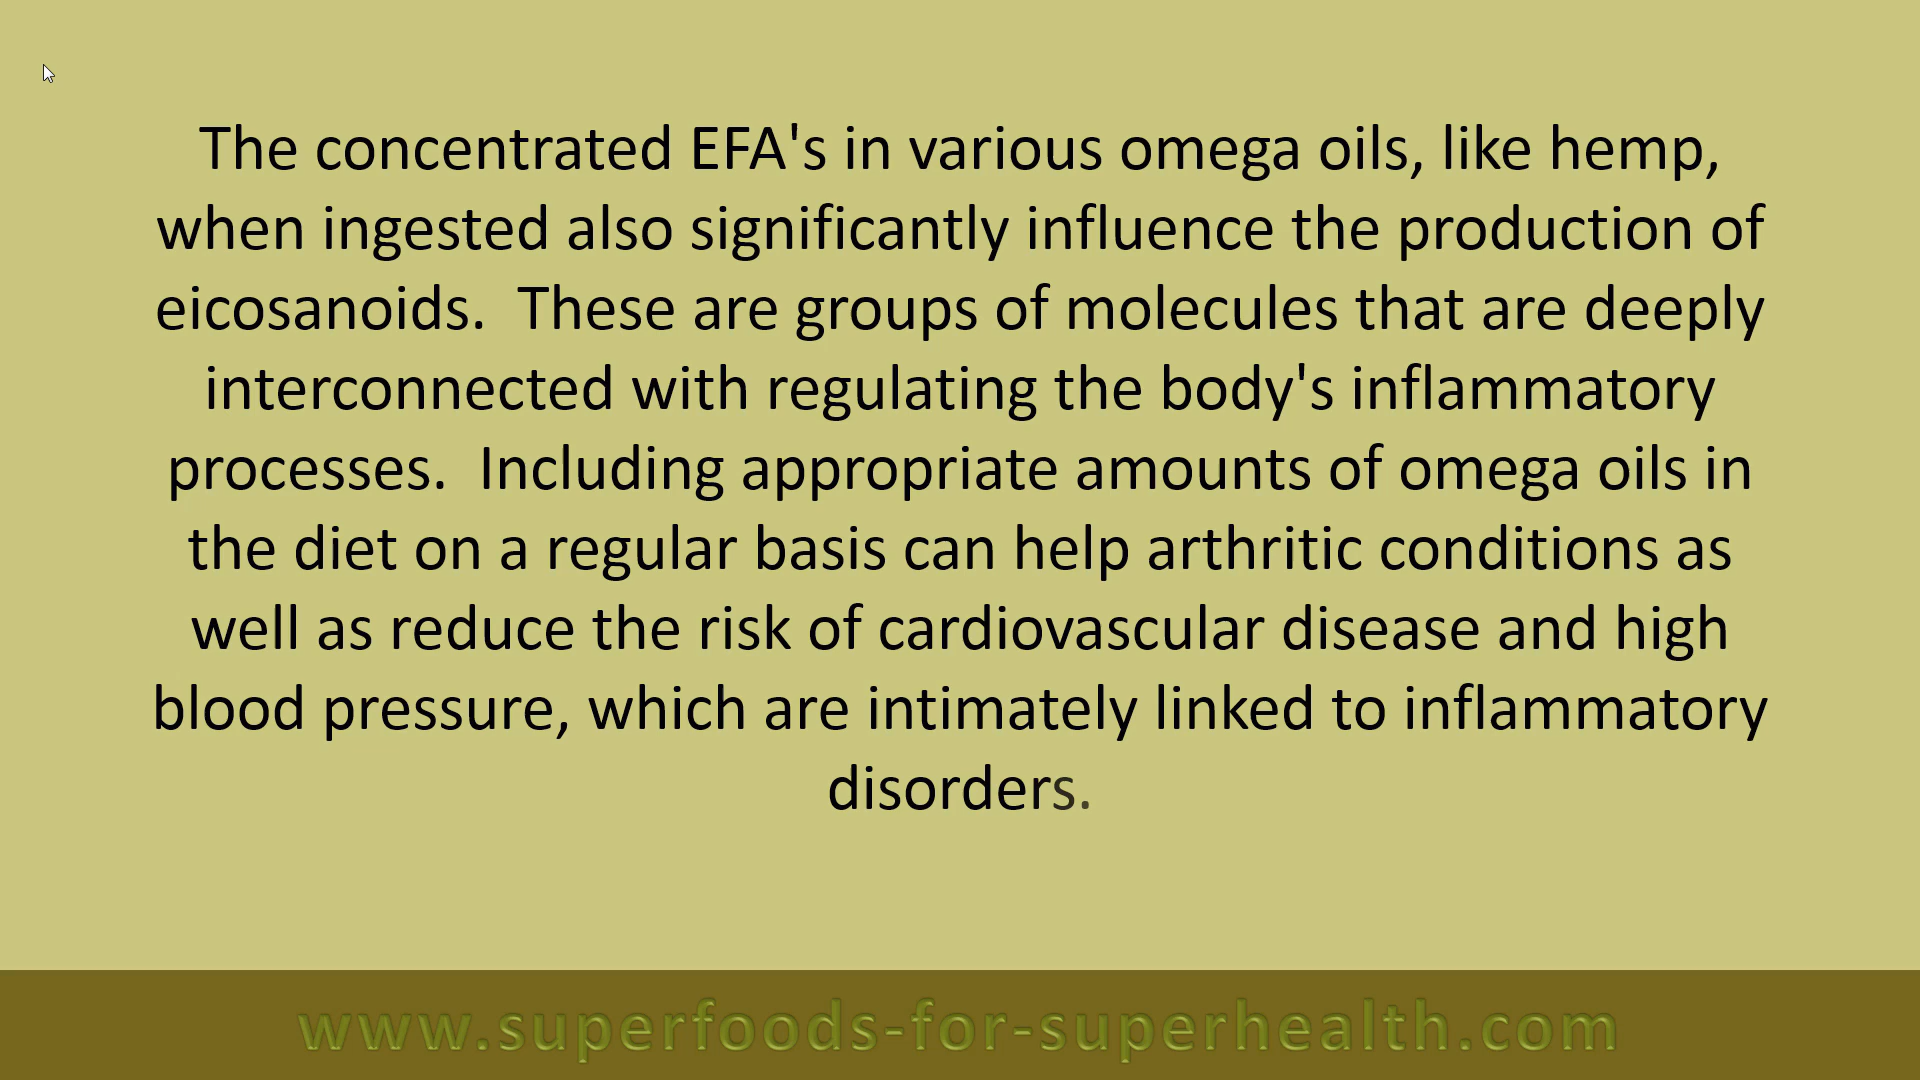 The concentrated EFA's in various omega oils, like hemp,
when ingested also significantly influence the production of
eicosanoids.  These are groups of molecules that are deeply
interconnected with regulating the body's inflammatory
processes.  Including appropriate amounts of omega oils in
the diet on a regular basis can help arthritic conditions as
well as reduce the risk of cardiovascular disease and high
blood pressure, which are intimately linked to inflammatory
disorders.
www.superfoods-for-superhealth.com